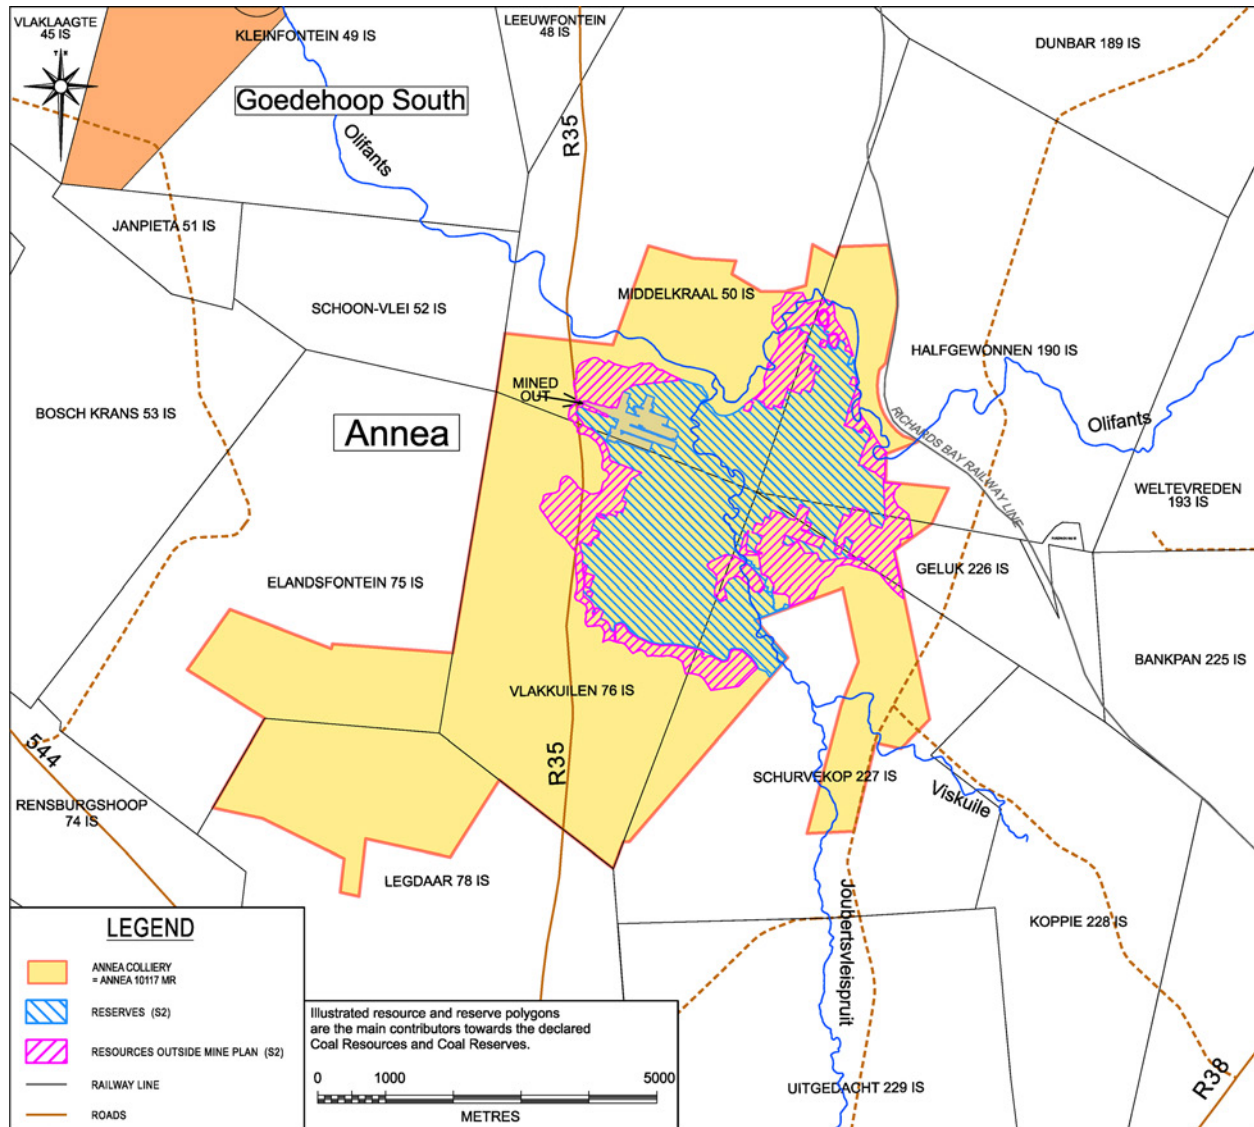 VLAKLAAGTE
45 IS
KLEINFONTEIN 49 IS
LEEUWFONTEIN
48 IS
DUNBAR 189 IS
Goedehoop South
Olifants
R35
JANPIETA 51 IS
SCHOON-VLEI 52 IS
MIDDELKRAAL 50 IS
HALFGEWONNEN 190 IS
MINED
OUT
BOSCH KRANS 53 IS
Annea
RICHARDS BAY RAILWAY LINE
Olifants
WELTEVREDEN
193 IS
ELANDSFONTEIN 75 IS
GELUK 226 IS
BANKPAN 225 IS
VLAKKUILEN 76 IS
544
R35
SCHURVEKOP 227 IS
Viskuile
RENSBURGSHOOP
74 IS
LEGDAAR 78 IS
Joubertsvleispruit
KOPPIE 228 IS
UITGEDACHT 229 IS
R38
LEGEND
ANNEA COLLIERY
= ANNEA 10117 MR
RESERVES (S2)
RESOURCES OUTSIDE MINE PLAN (S2)
RAILWAY LINE
ROADS
Illustrated resource and reserve polygons
are the main contributors towards the declared
Coal Resources and Coal Reserves.
0 1000 5000
METRES